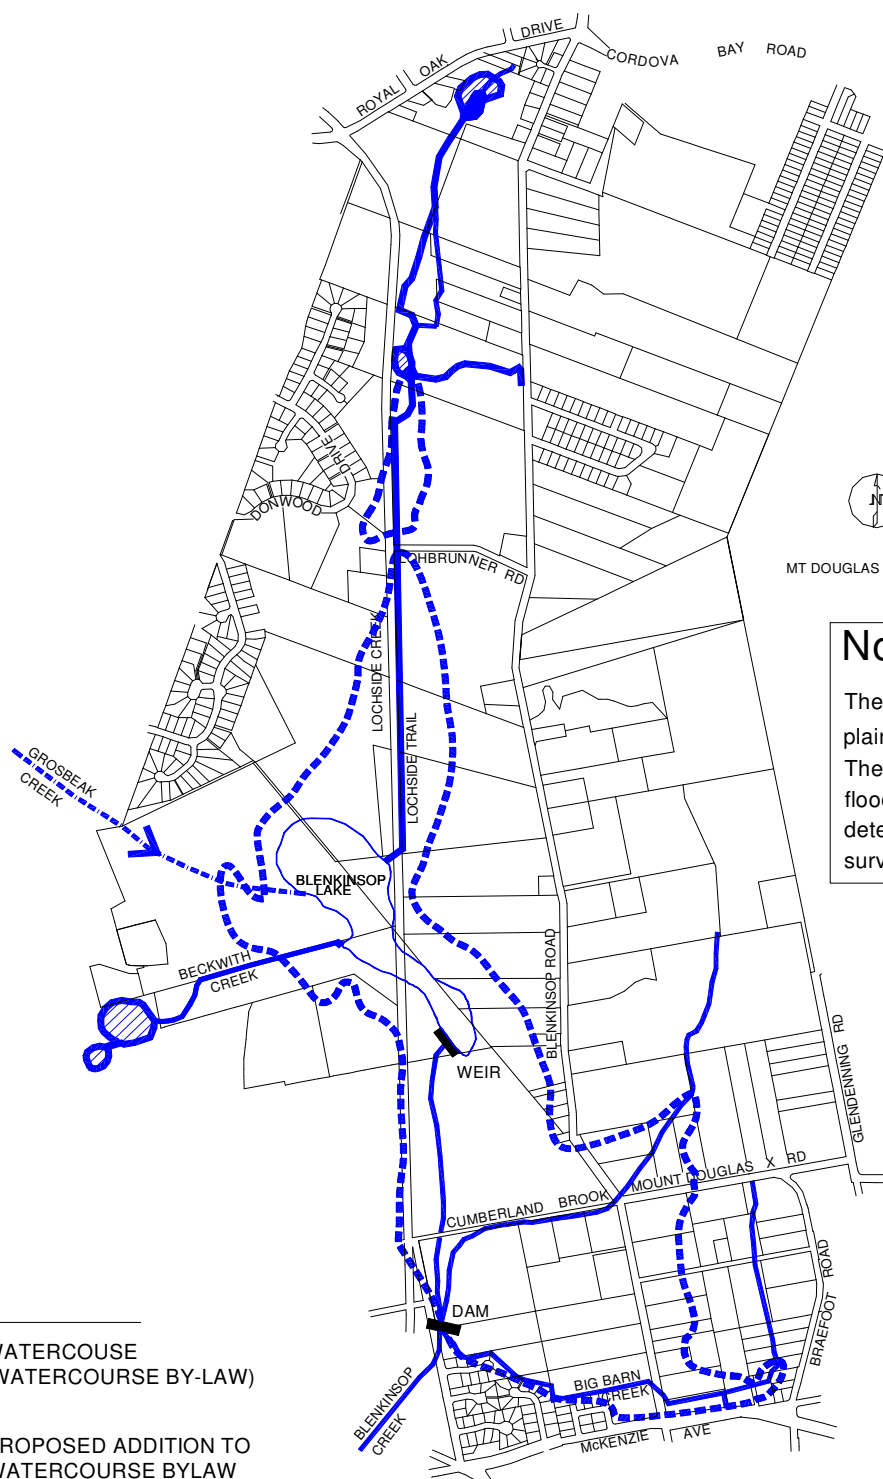 DRIVE
OAK
ROYAL
CORDOVA BAY ROAD
DRIVE
DONWOOD
LOHBRUNNER RD
MT DOUGLAS
LOCHSIDE CREEK
LOCHSIDE TRAIL
The
plain
The
flood
dete
surv
GROSBEAK
CREEK
BLENKINSOP
LAKE
BECKWITH
CREEK
BLENKINSOP ROAD
WEIR
GLENDENNING RD
MOUNT DOUGLAS X RD
CUMBERLAND BROOK
BRAEFOOT ROAD
DAM
WATERCOUSE
WATERCOURSE BY-LAW)
BIG BARN
CREEK
BLENKINSOP
CREEK
McKENZIE AVE
ROPOSED ADDITION TO
WATERCOURSE BYLAW